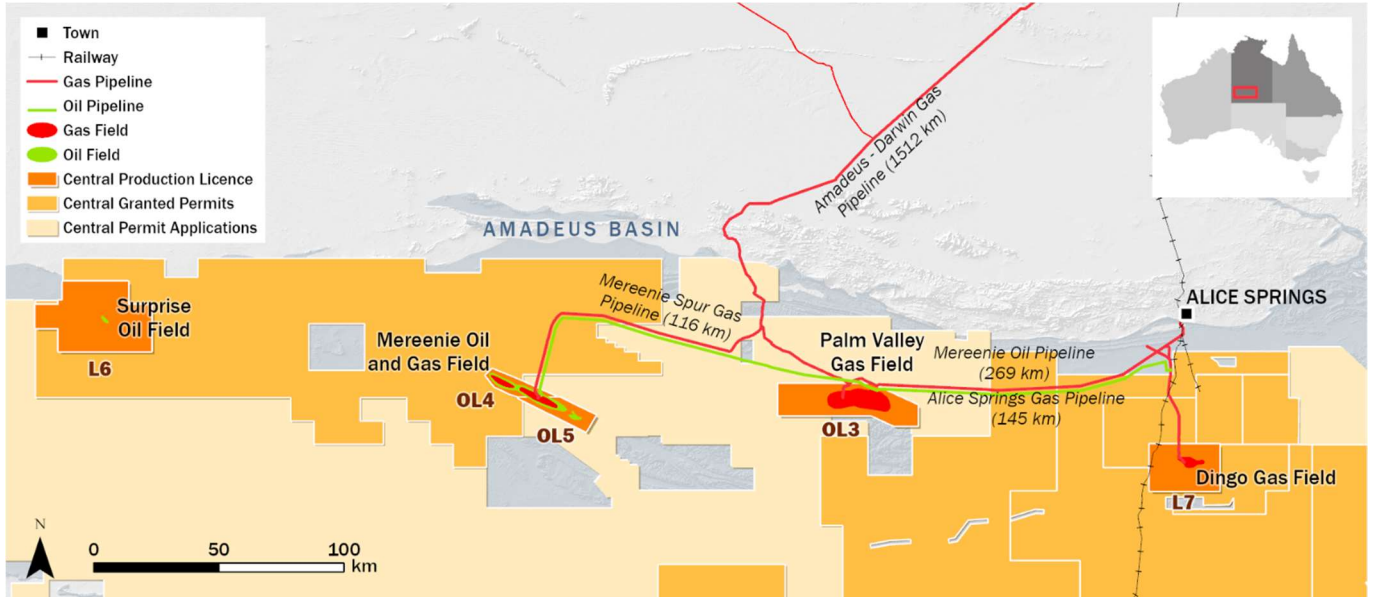 Town
Railway
Gas Pipeline
Oil Pipeline
Gas Field
Oil Field
Central Production Licence
Central Granted Permits
Central Permit Applications
Amadeus - Darwin Gas
Pipeline (1512 km)
AMADEUS BASIN
ALICE SPRINGS
Surprise
Oil Field
L6
Mereenie Spur Gas
Pipeline (116 km)
Mereenie Oil
and Gas Field
OL4
OL5
Palm Valley
Gas Field
OL3
Mereenie Oil Pipeline
(269 km)
Alice Springs Gas Pipeline
(145 km)
Dingo Gas Field
L7
N
0 50 100
km